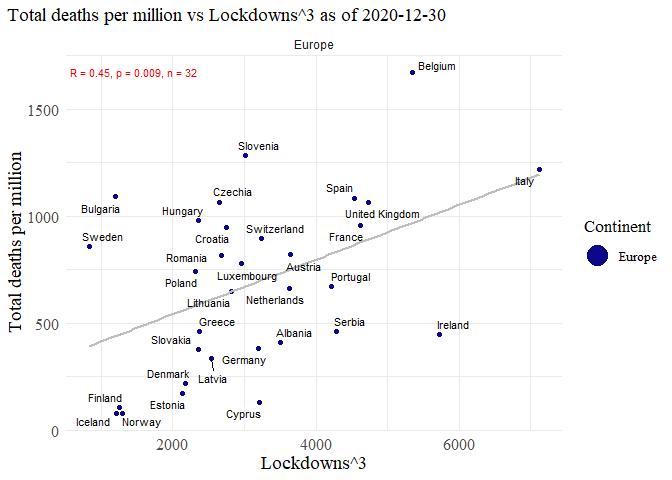 Total deaths per million vs Lockdowns^3 as of 2020-12-30
Europe
R = 0.45, p = 0.009, n = 32
Belgium
1500
Slovenia
Italy
Spain
Czechia
Bulgaria
Hungary
United Kingdom
1000
Switzerland
Sweden
Croatia
France
Continent
Romania
Europe
Austria
Luxembourg
Portugal
Poland
Lithuania
Netherlands
500
Greece
Serbia
Ireland
Albania
Slovakia
Germany
Denmark
Latvia
Finland
Estonia
Cyprus
Iceland
Norway
0
2000
4000
6000
Lockdowns^3
Total deaths per million